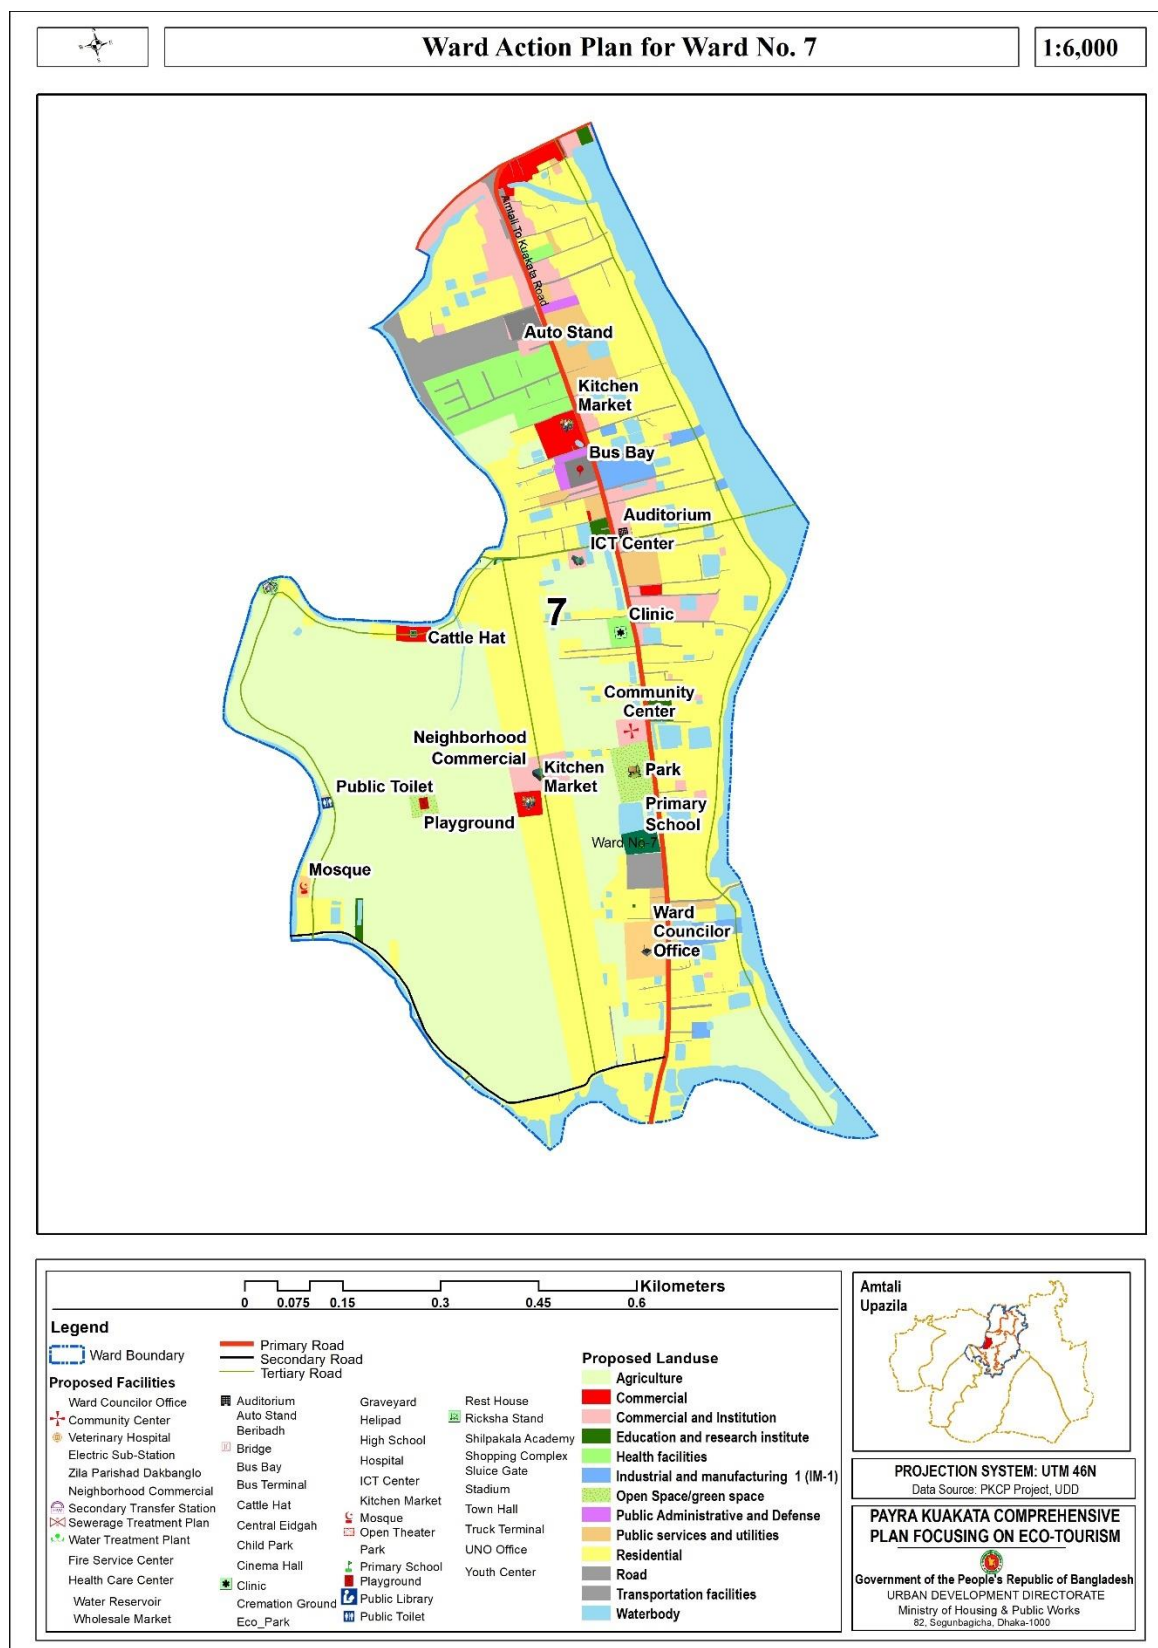 Ward Action Plan for Ward No. 7
1:6,000
Amtali To Kuakata Road
Auto Stand
Kitchen
Market
Bus Bay
Auditorium
ICT Center
7
Clinic
Cattle Hat
Community
Center
Neighborhood
Commercial
Kitchen
Market
Park
Public Toilet
Playground
Primary
School
Ward No-7
Mosque
Ward
Councilor
Office
Kilometers
0 0.075 0.15 0.3 0.45 0.6
Legend
Ward Boundary
Primary Road
Secondary Road
Tertiary Road
Proposed Facilities
Ward Councilor Office
Community Center
Veterinary Hospital
Electric Sub-Station
Zila Parishad Dakbanglo
Neighborhood Commercial
Secondary Transfer Station
Sewerage Treatment Plan
Water Treatment Plant
Fire Service Center
Health Care Center
Water Reservoir
Wholesale Market
Auditorium
Auto Stand
Beribadh
Bridge
Bus Bay
Bus Terminal
Cattle Hat
Central Eidgah
Child Park
Cinema Hall
Clinic
Cremation Ground
Eco_Park
Graveyard
Helipad
High School
Hospital
ICT Center
Kitchen Market
Mosque
Open Theater
Park
Primary School
Playground
Public Library
Public Toilet
Rest House
Ricksha Stand
Shilpakala Academy
Shopping Complex
Sluice Gate
Stadium
Town Hall
Truck Terminal
UNO Office
Youth Center
Proposed Landuse
Agriculture
Commercial
Commercial and Institution
Education and research institute
Health facilities
Industrial and manufacturing 1 (IM-1)
Open Space/green space
Public Administrative and Defense
Public services and utilities
Residential
Road
Transportation facilities
Waterbody
Amtali
Upazila
PROJECTION SYSTEM: UTM 46N
Data Source: PKCP Project, UDD
PAYRA KUAKATA COMPREHENSIVE
PLAN FOCUSING ON ECO-TOURISM
Government of the People's Republic of Bangladesh
URBAN DEVELOPMENT DIRECTORATE
Ministry of Housing & Public Works
82, Segunbagicha, Dhaka-1000